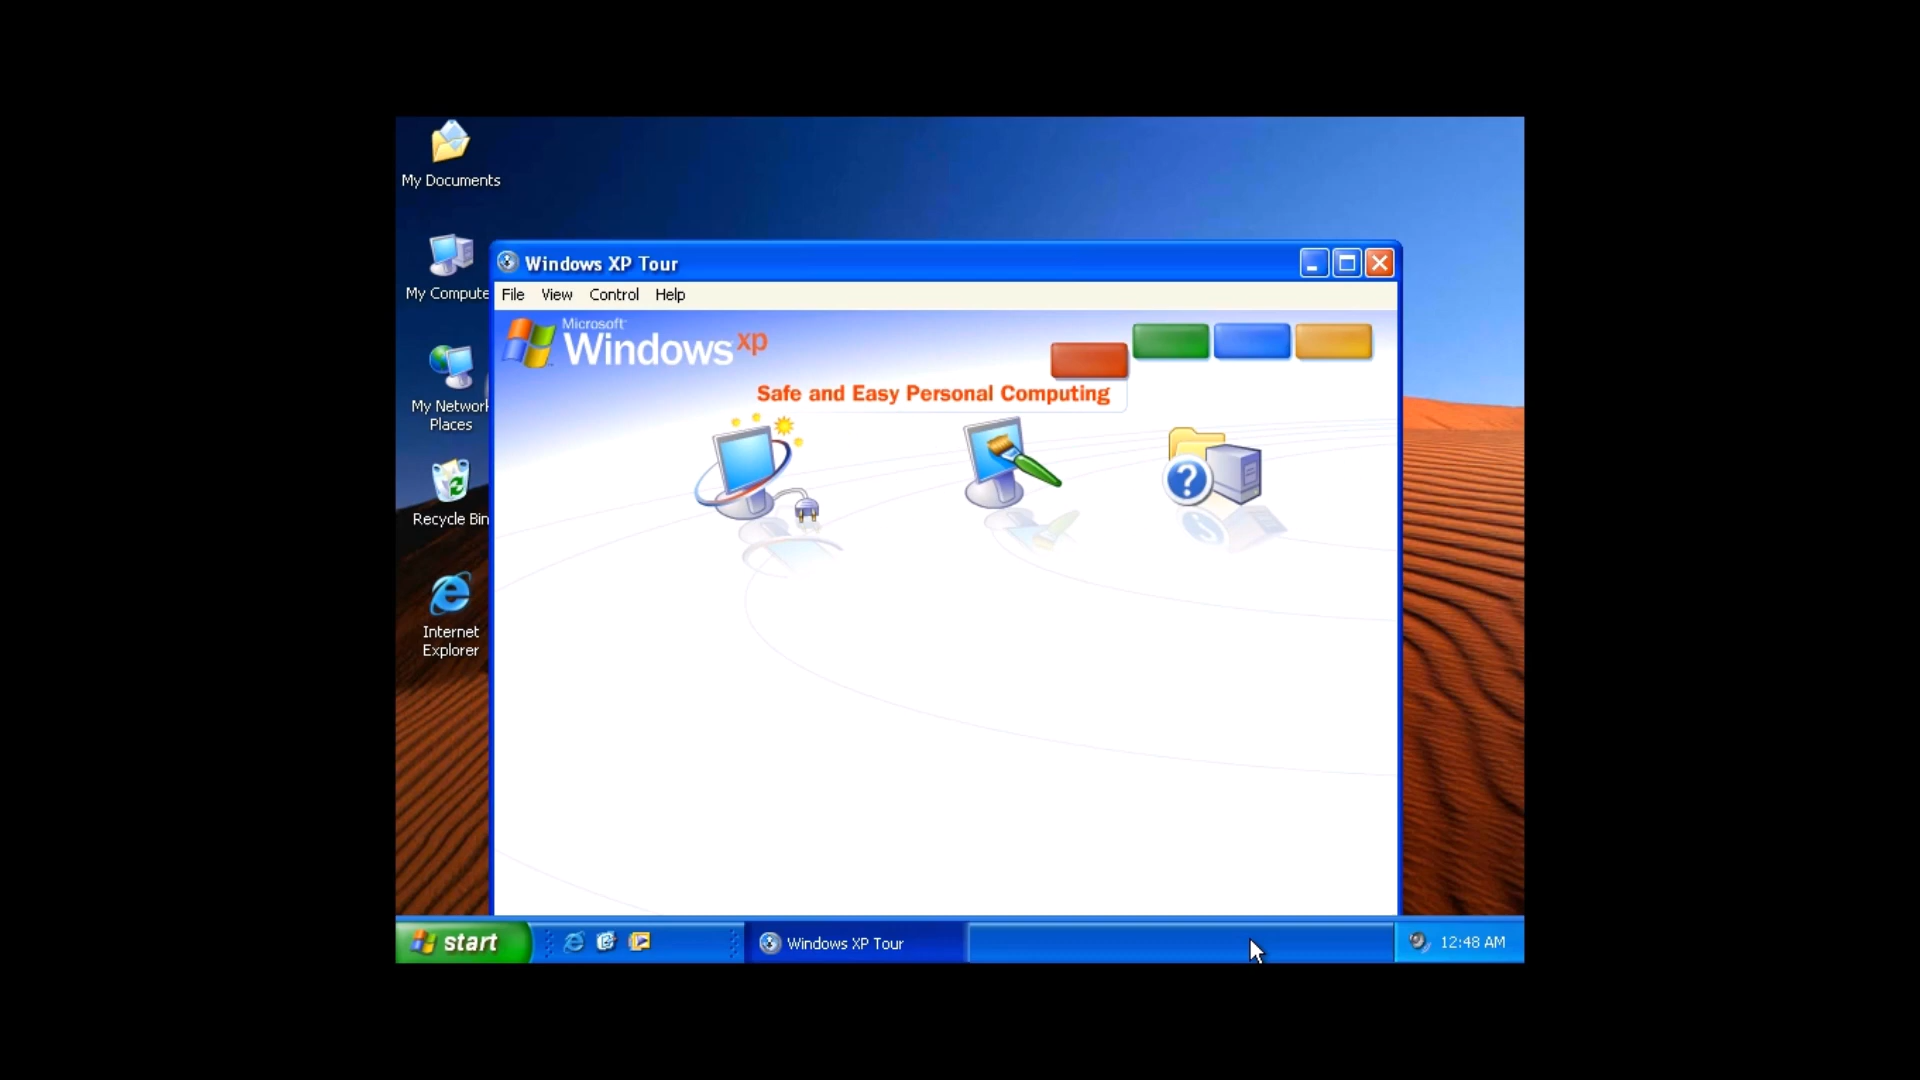 My Documents
My Compute
My Network
Places
Recycle Bin
Internet
Explorer
Windows XP Tour
File View Control Help
Microsoft
Windows xp
Safe and Easy Personal Computing
start
Windows XP Tour
12:48 AM